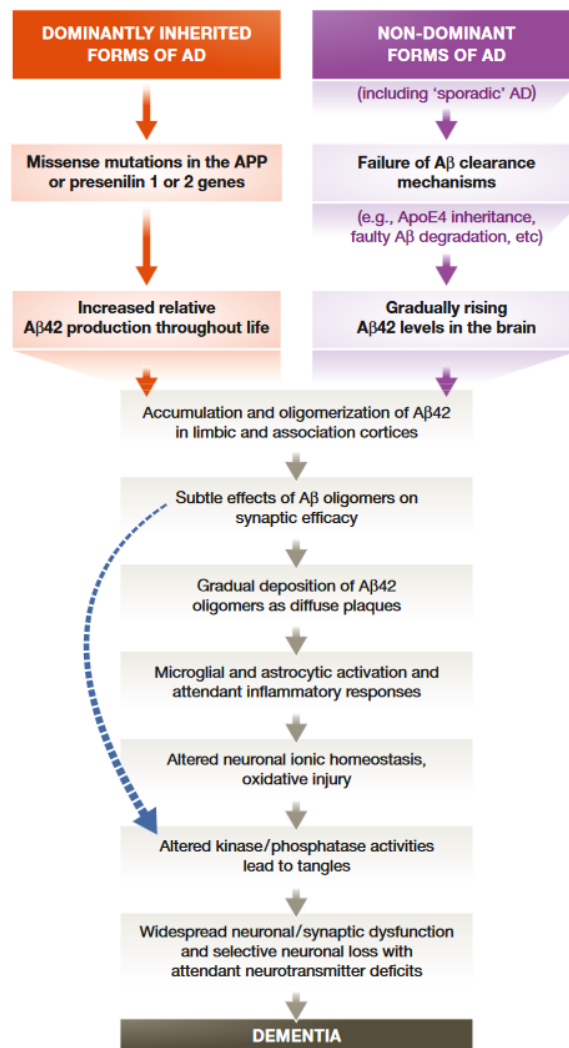 DOMINANTLY INHERITED
FORMS OF AD
Missense mutations in the APP
or presenilin 1 or 2 genes
Increased relative
Aβ42 production throughout life
NON-DOMINANT
FORMS OF AD
(including ‘sporadic’ AD)
Failure of Aβ clearance
mechanisms
(e.g., ApoE4 inheritance,
faulty Aβ degradation, etc)
Gradually rising
Aβ42 levels in the brain
Accumulation and oligomerization of Aβ42
in limbic and association cortices
Subtle effects of Aβ oligomers on
synaptic efficacy
Gradual deposition of Aβ42
oligomers as diffuse plaques
Microglial and astrocytic activation and
attendant inflammatory responses
Altered neuronal ionic homeostasis,
oxidative injury
Altered kinase/phosphatase activities
lead to tangles
Widespread neuronal/synaptic dysfunction
and selective neuronal loss with
attendant neurotransmitter deficits
DEMENTIA